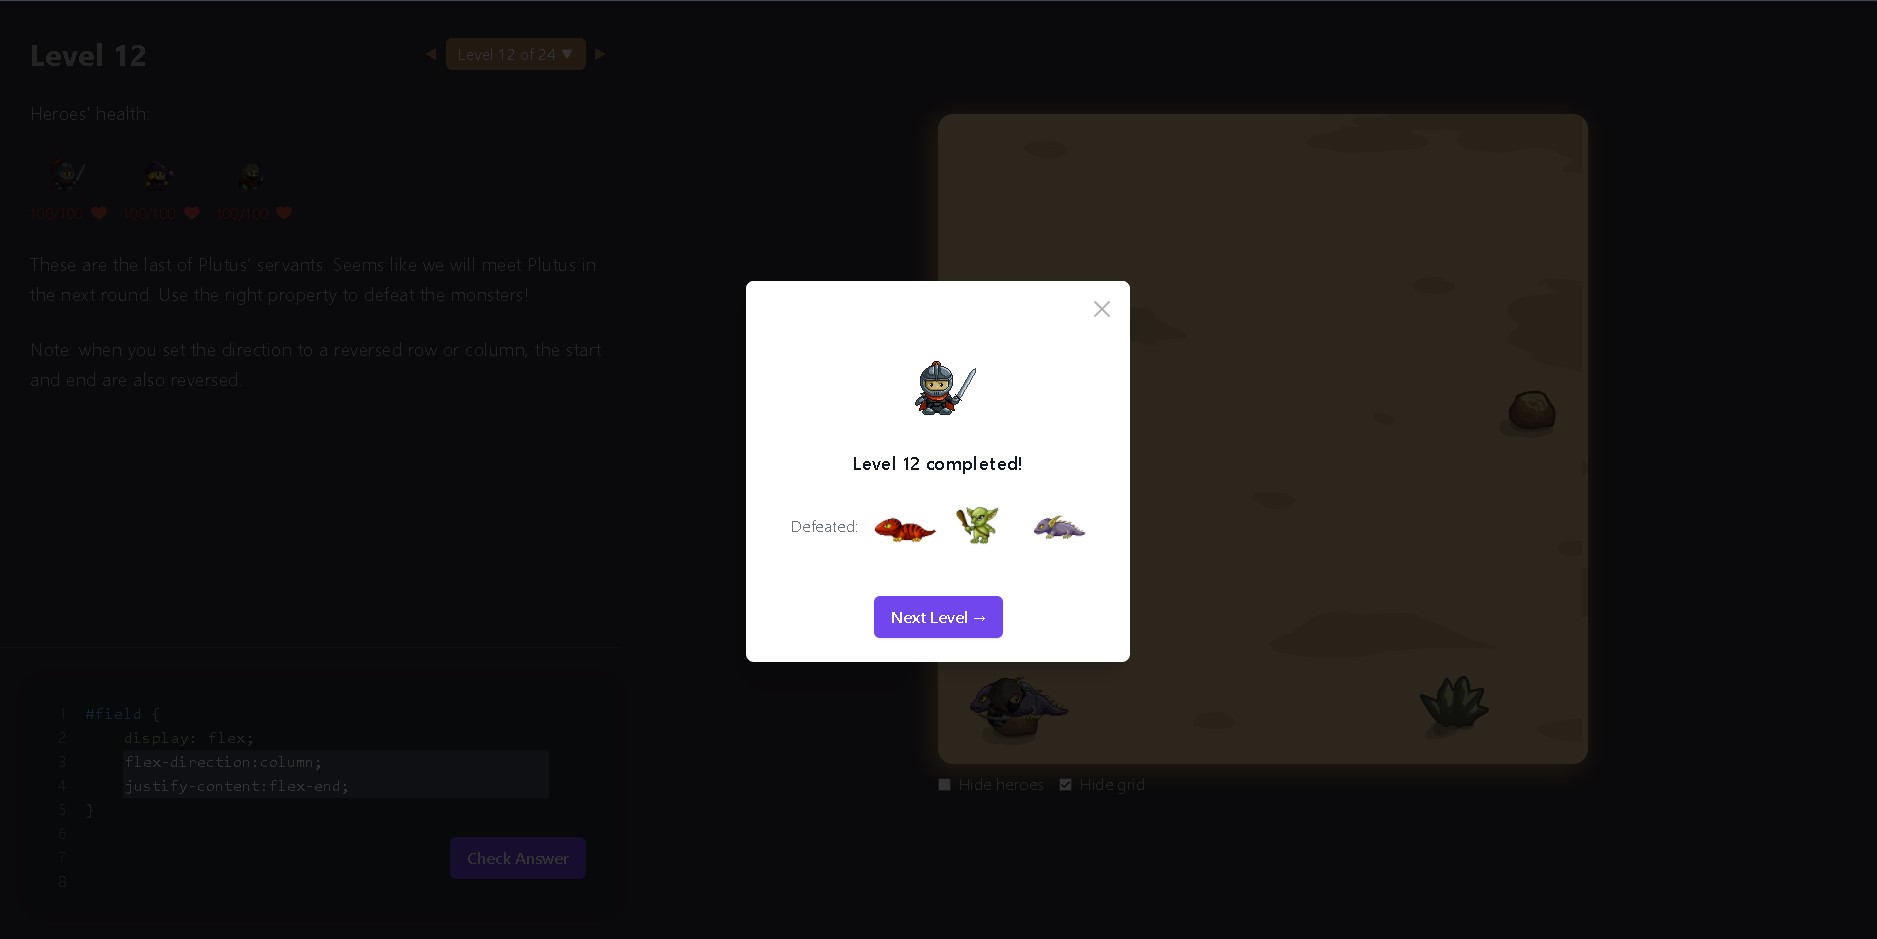 Level 12
Level 12 of 24 ▼
Heroes' health:
100/100 100/100 100/100
These are the last of Plutus' servants. Seems like we will meet Plutus in
the next round. Use the right property to defeat the monsters!
Note: when you set the direction to a reversed row or column, the start
and end are also reversed.
1 #field {
2 display: flex;
3 flex-direction:column;
4 justify-content:flex-end;
5 }
6
7
8
Check Answer
Level 12 completed!
Defeated:
Next Level →
Hide heroes Hide grid